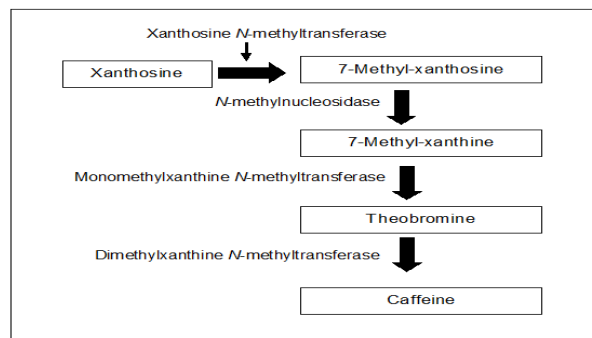 Xanthosine N-methyltransferase
Xanthosine
7-Methyl-xanthosine
N-methylnucleosidase
7-Methyl-xanthine
Monomethylxanthine N-methyltransferase
Theobromine
Dimethylxanthine N-methyltransferase
Caffeine